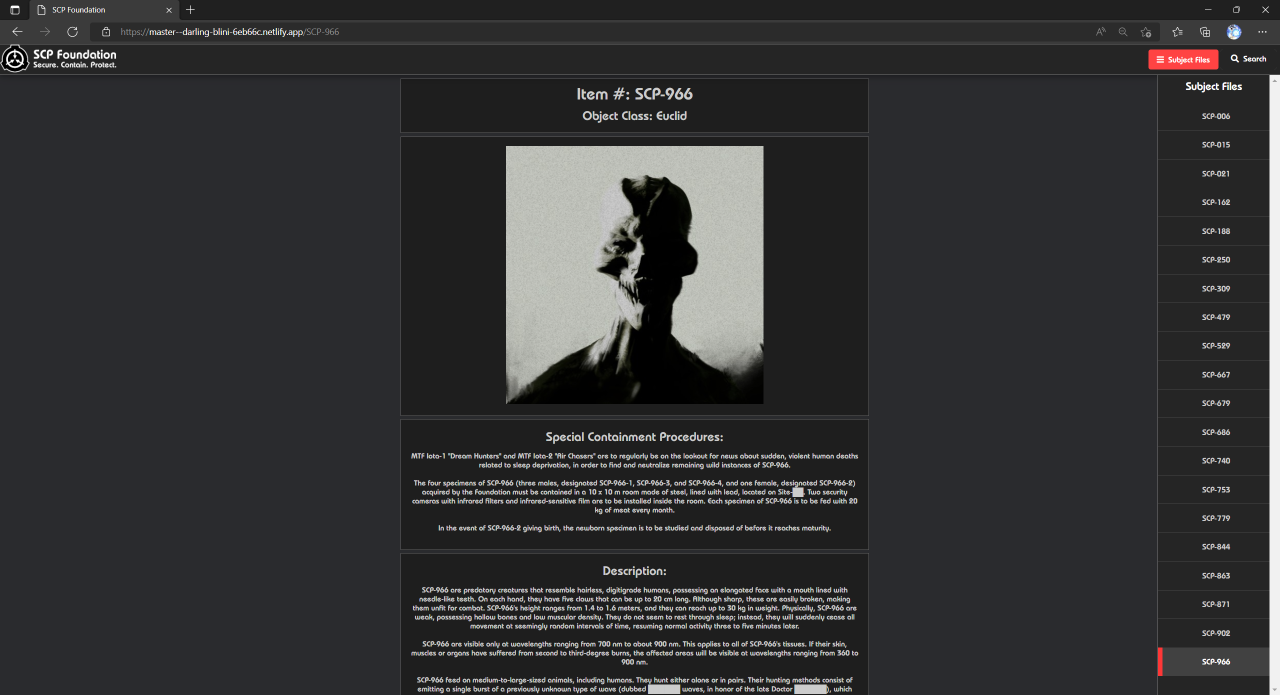 SCP Foundation
https://master--darling-blini-6eb66c.netlify.app/SCP-966
SCP Foundation
Secure. Contain. Protect.
Subject Files
Search
Item #: SCP-966
Object Class: Euclid
Special Containment Procedures:
MTF Iota-1 "Dream Hunters" and MTF Iota-2 "Air Chasers" are to regularly be on the lookout for news about sudden, violent human deaths
related to sleep deprivation, in order to find and neutralize remaining wild instances of SCP-966.
The four specimens of SCP-966 (three males, designated SCP-966-1, SCP-966-3, and SCP-966-4, and one female, designated SCP-966-2)
acquired by the Foundation must be contained in a 10 x 10 m room made of steel, lined with lead, located on Site-██. Two security
cameras with infrared filters and infrared-sensitive film are to be installed inside the room. Each specimen of SCP-966 is to be fed with 20
kg of meat every month.
In the event of SCP-966-2 giving birth, the newborn specimen is to be studied and disposed of before it reaches maturity.
Description:
SCP-966 are predatory creatures that resemble hairless, digitigrade humans, possessing an elongated face with a mouth lined with
needle-like teeth. On each hand, they have five claws that can be up to 20 cm long. Although sharp, these are easily broken, making
them unfit for combat. SCP-966's height ranges from 1.4 to 1.6 meters, and they can reach up to 30 kg in weight. Physically, SCP-966 are
weak, possessing hollow bones and low muscular density. They do not seem to rest through sleep; instead, they will suddenly cease all
movement at seemingly random intervals of time, resuming normal activity three to five minutes later.
SCP-966 are visible only at wavelengths ranging from 700 nm to about 900 nm. This applies to all of SCP-966's tissues. If their skin,
muscles or organs have suffered from second to third-degree burns, the affected areas will be visible at wavelengths ranging from 360 to
900 nm.
SCP-966 feed on medium-to-large-sized animals, including humans. They hunt either alone or in pairs. Their hunting methods consist of
emitting a single burst of a previously unknown type of wave (dubbed ██████ waves, in honor of the late Doctor ██████), which
Subject Files
SCP-006
SCP-015
SCP-021
SCP-162
SCP-188
SCP-250
SCP-309
SCP-479
SCP-529
SCP-667
SCP-679
SCP-686
SCP-740
SCP-753
SCP-779
SCP-844
SCP-863
SCP-871
SCP-902
SCP-966